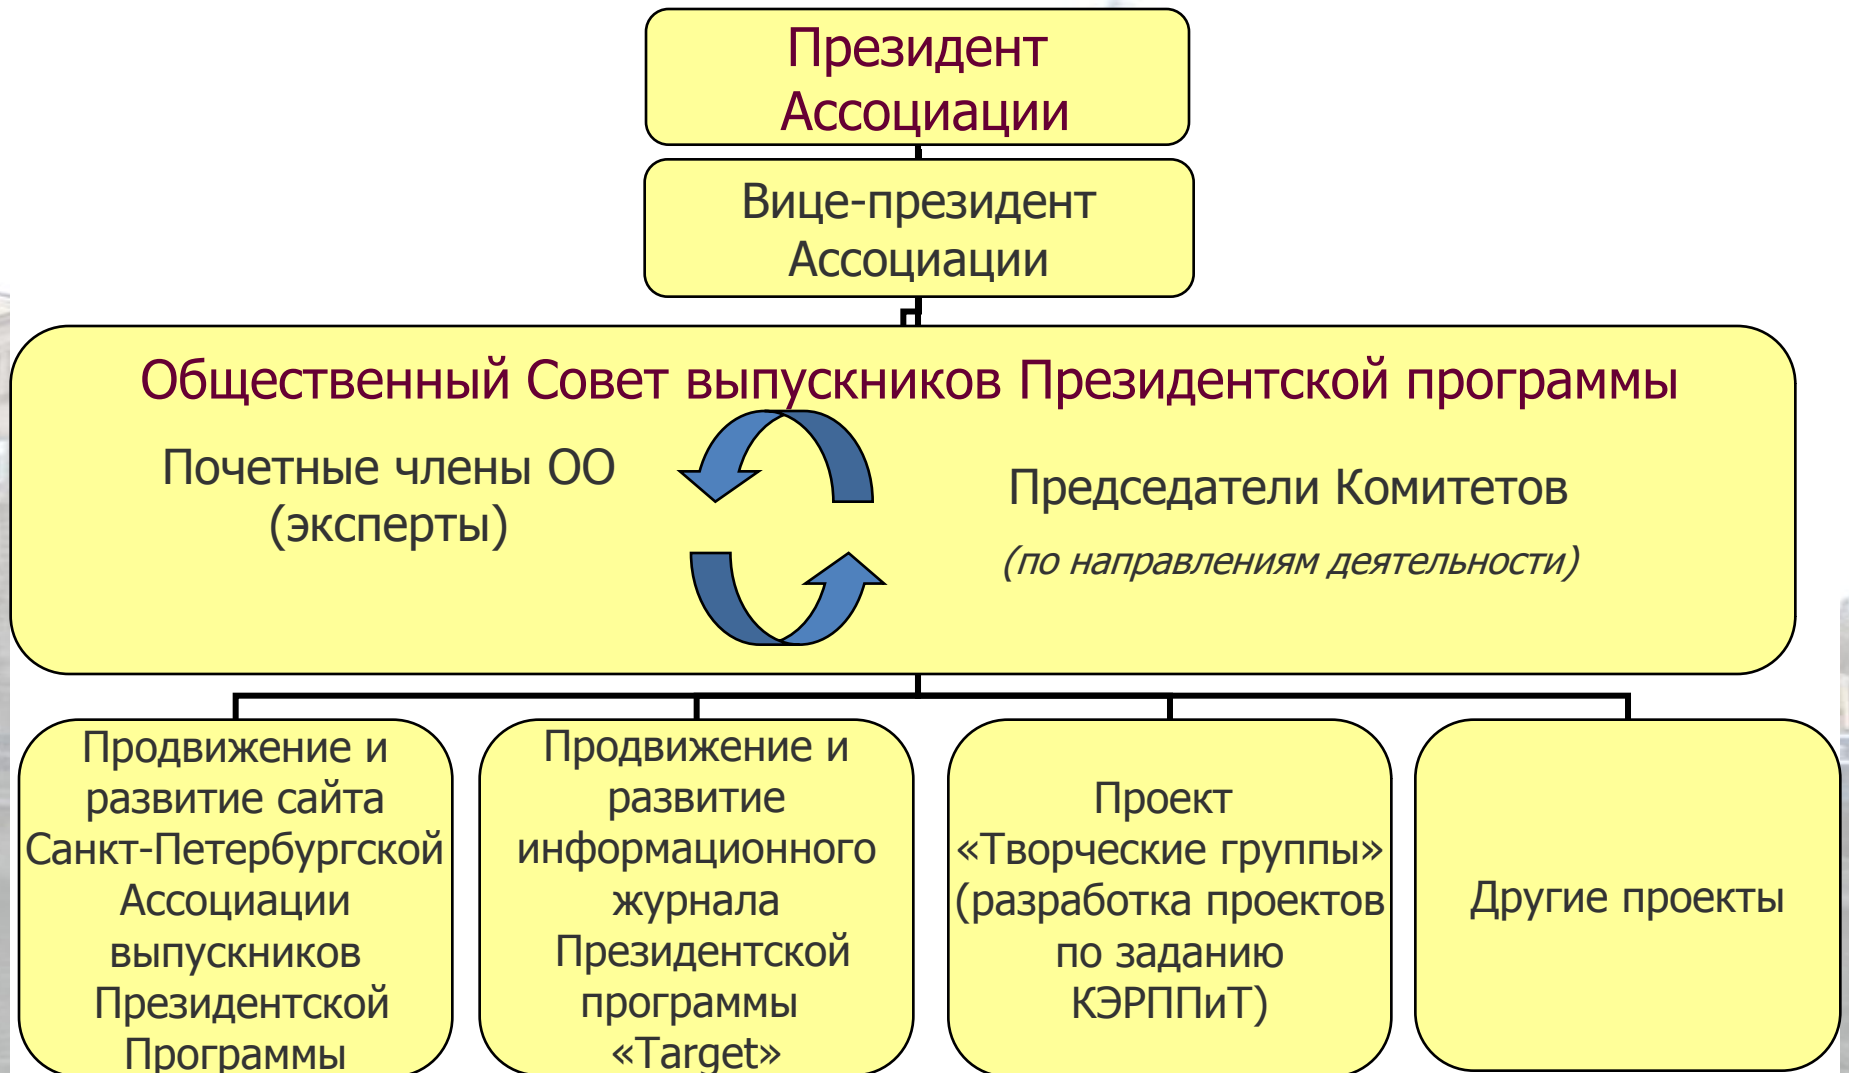 Президент
Ассоциации
Вице-президент
Ассоциации
Общественный Совет выпускников Президентской программы
Почетные члены ОО
(эксперты)
Председатели Комитетов
(по направлениям деятельности)
Продвижение и
развитие сайта
Санкт-Петербургской
Ассоциации
выпускников
Президентской
Программы
Продвижение и
развитие
информационного
журнала
Президентской
программы
«Target»
Проект
«Творческие группы»
(разработка проектов
по заданию
КЭРППиТ)
Другие проекты